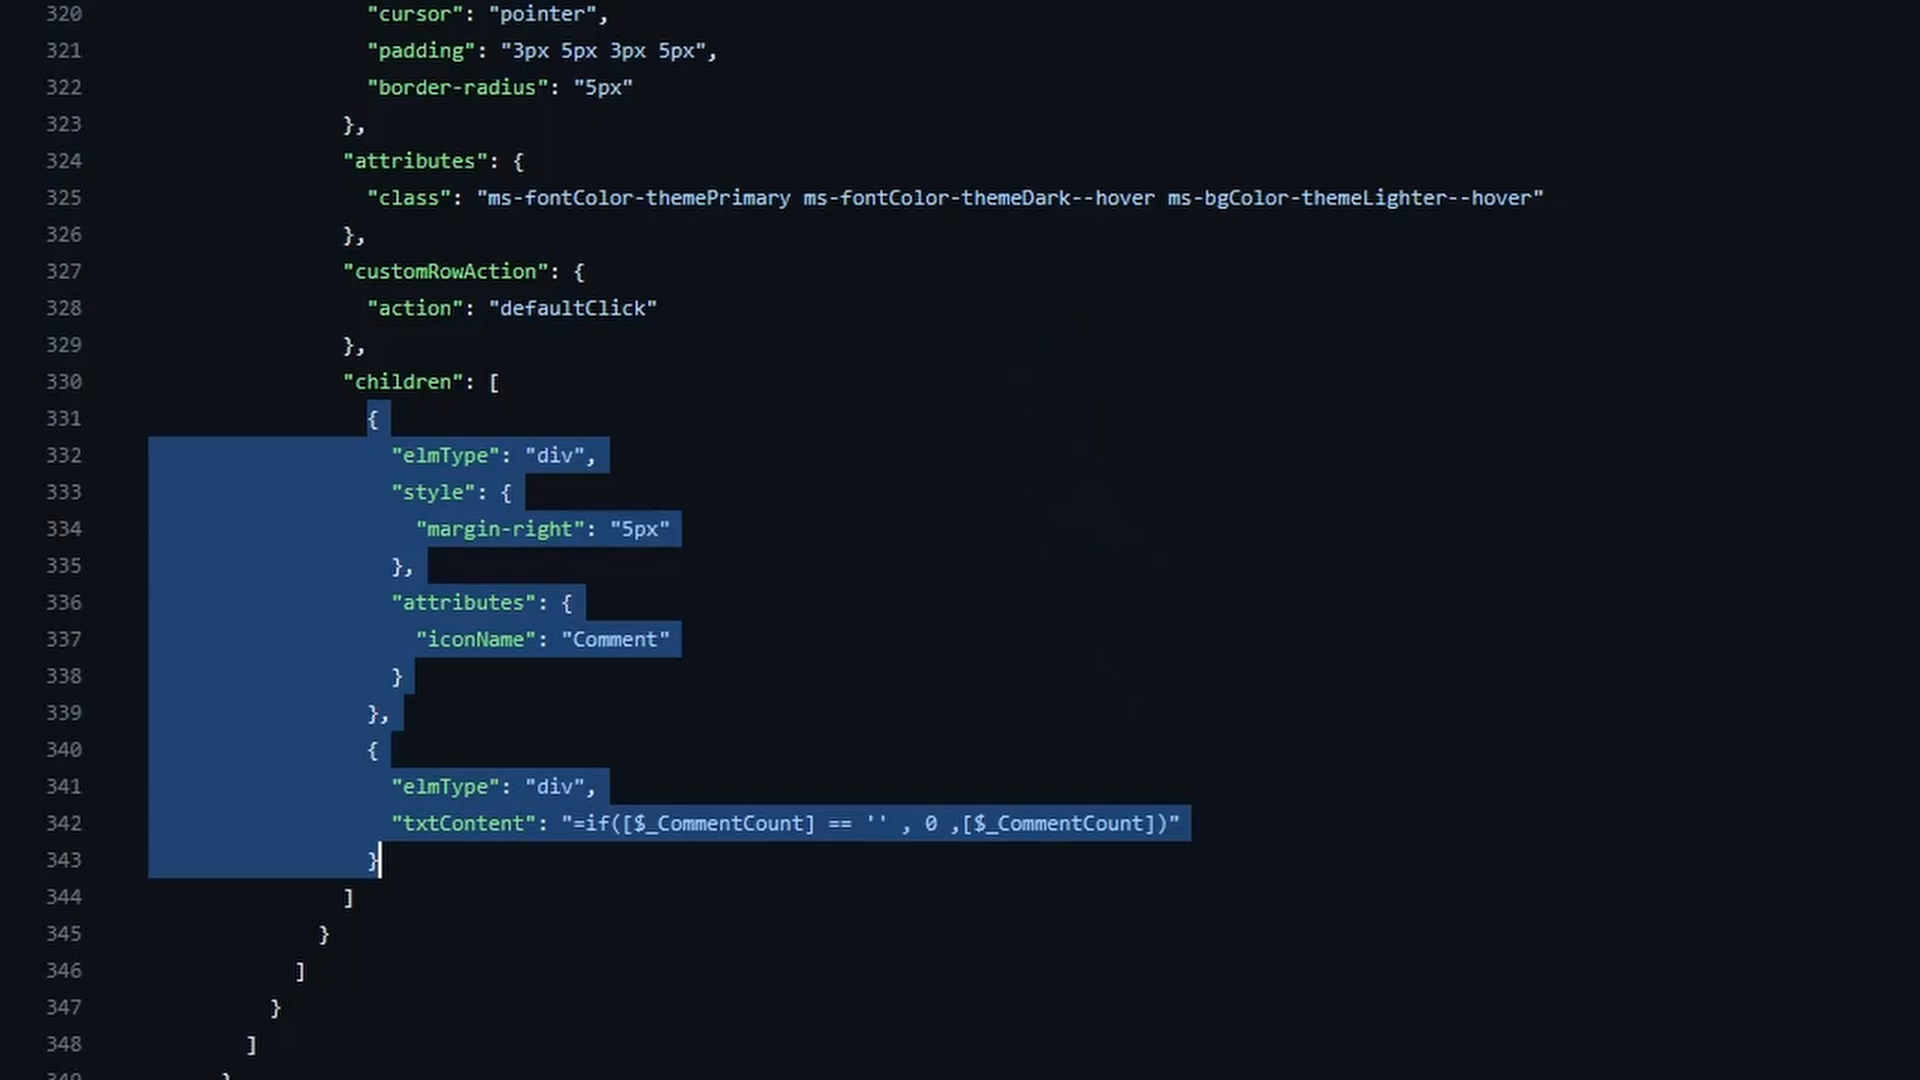 320 "cursor": "pointer",
321 "padding": "3px 5px 3px 5px",
322 "border-radius": "5px"
323 },
324 "attributes": {
325 "class": "ms-fontColor-themePrimary ms-fontColor-themeDark--hover ms-bgColor-themeLighter--hover"
326 },
327 "customRowAction": {
328 "action": "defaultClick"
329 },
330 "children": [
331 {
332 "elmType": "div",
333 "style": {
334 "margin-right": "5px"
335 },
336 "attributes": {
337 "iconName": "Comment"
338 }
339 },
340 {
341 "elmType": "div",
342 "txtContent": "=if([$_CommentCount] == '' , 0 ,[$_CommentCount])"
343 }
344 ]
345 }
346 ]
347 }
348 ]